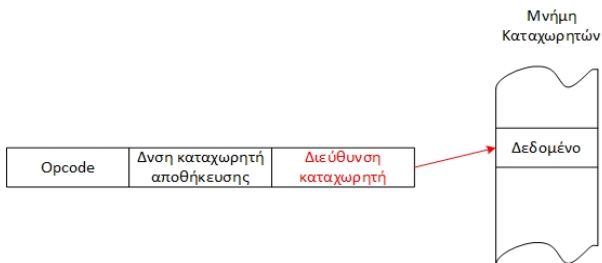 Μνήμη
Καταχωρητών
Opcode
Δνση καταχωρητή
αποθήκευσης
Διεύθυνση
καταχωρητή
Δεδομένο